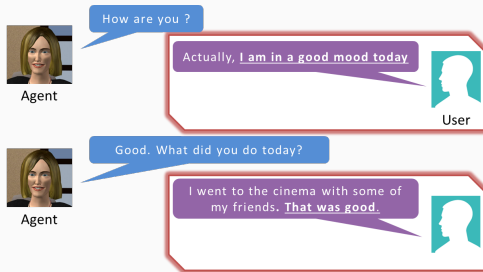 How are you ?
Actually, I am in a good mood today
Agent
User
Good. What did you do today?
I went to the cinema with some of
my friends. That was good.
Agent